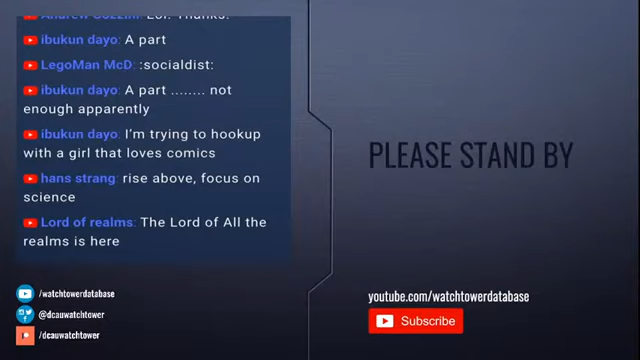 ibukun dayo: A part
LegoMan McD: :socialdist:
ibukun dayo: A part ........ not
enough apparently
ibukun dayo: I'm trying to hookup
with a girl that loves comics
hans strang: rise above, focus on
science
Lord of realms: The Lord of All the
realms is here
PLEASE STAND BY
/watchtowerdatabase
@dcauwatchtower
/dcauwatchtower
youtube.com/watchtowerdatabase
Subscribe